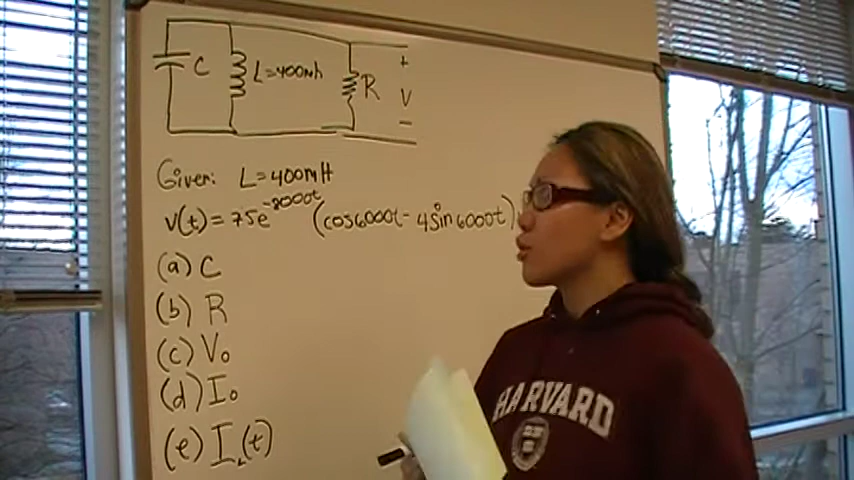 C
L=400mh
R
+
V
-
Given: L=400mH
v(t)=75e^-8000t (cos6000t-4sin6000t)
(a) C
(b) R
(c) V₀
(d) I₀
(e) I_L(t)
HARVARD